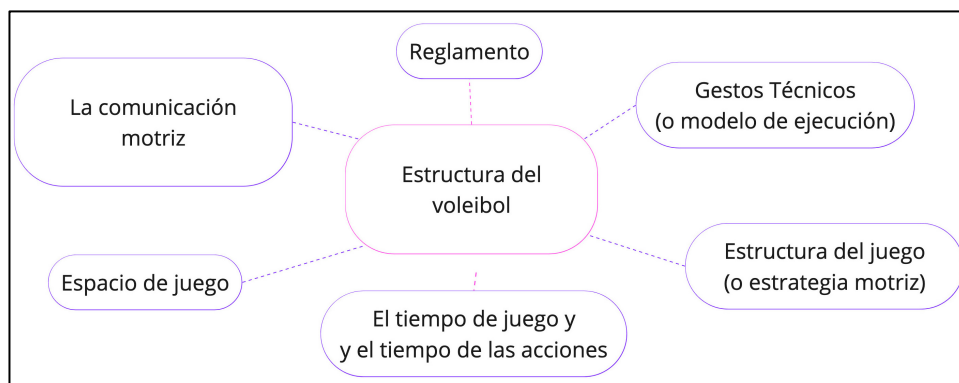 Reglamento
La comunicación
motriz
Gestos Técnicos
(o modelo de ejecución)
Estructura del
voleibol
Espacio de juego
Estructura del juego
(o estrategia motriz)
El tiempo de juego y
y el tiempo de las acciones